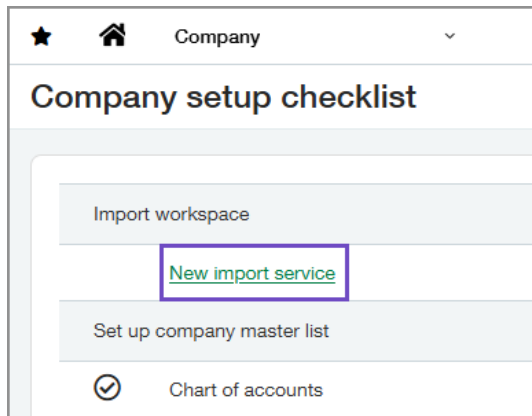 Company
Company setup checklist
Import workspace
New import service
Set up company master list
Chart of accounts